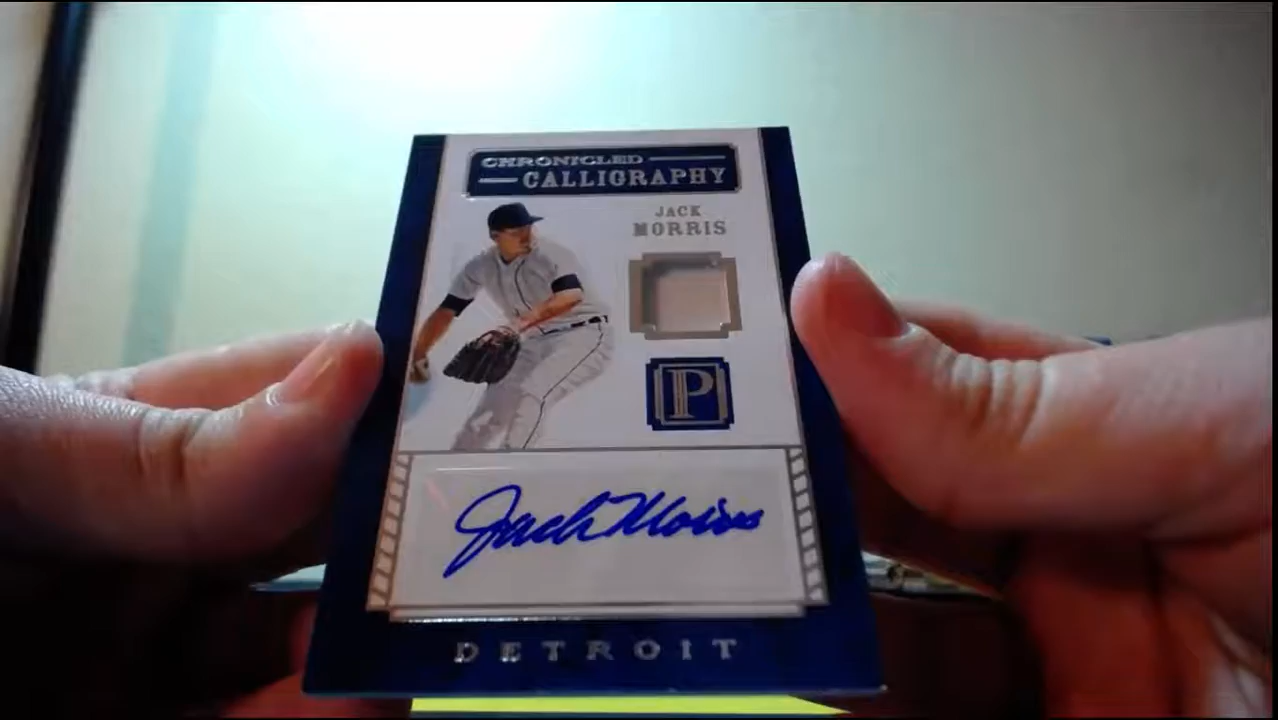 CHRONICLED
CALLIGRAPHY
JACK
MORRIS
P
Jack Morris
DETROIT